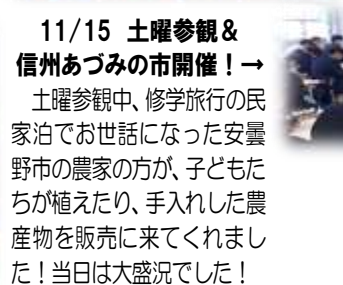 11/15 土曜参観＆
信州あづみの市開催！→
　土曜参観中、修学旅行の民
家泊でお世話になった安曇
野市の農家の方が、子どもた
ちが植えたり、手入れした農
産物を販売に来てくれまし
た！当日は大盛況でした！